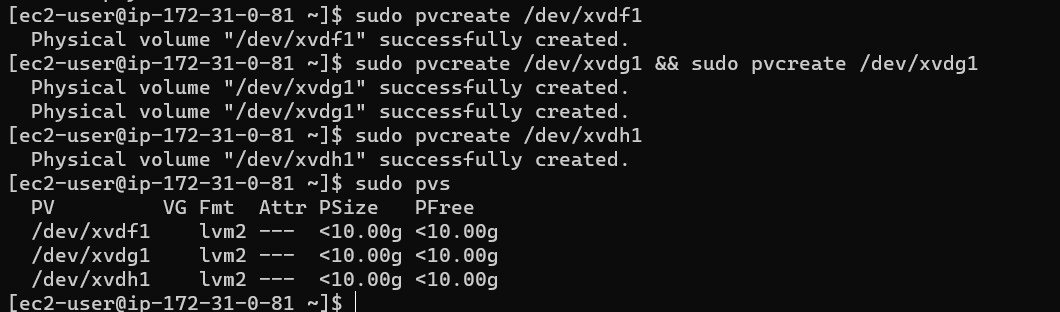 [ec2-user@ip-172-31-0-81 ~]$ sudo pvcreate /dev/xvdf1
  Physical volume "/dev/xvdf1" successfully created.
[ec2-user@ip-172-31-0-81 ~]$ sudo pvcreate /dev/xvdg1 && sudo pvcreate /dev/xvdg1
  Physical volume "/dev/xvdg1" successfully created.
  Physical volume "/dev/xvdg1" successfully created.
[ec2-user@ip-172-31-0-81 ~]$ sudo pvcreate /dev/xvdh1
  Physical volume "/dev/xvdh1" successfully created.
[ec2-user@ip-172-31-0-81 ~]$ sudo pvs
  PV         VG Fmt  Attr PSize   PFree
  /dev/xvdf1    lvm2 ---  <10.00g <10.00g
  /dev/xvdg1    lvm2 ---  <10.00g <10.00g
  /dev/xvdh1    lvm2 ---  <10.00g <10.00g
[ec2-user@ip-172-31-0-81 ~]$